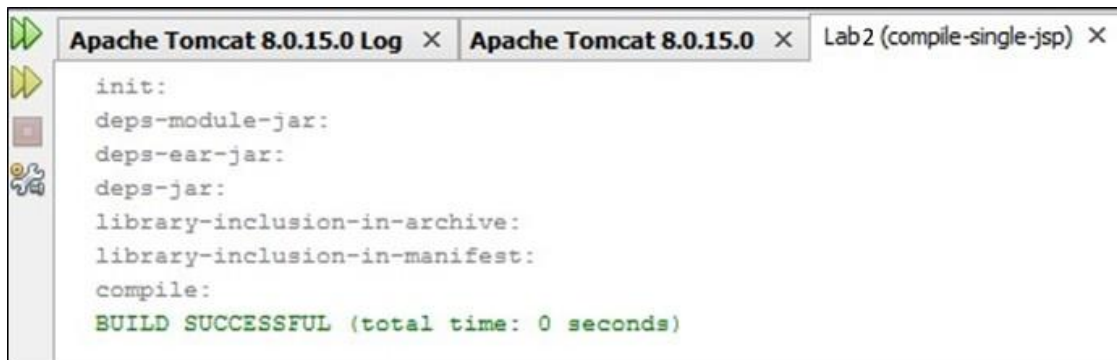 Apache Tomcat 8.0.15.0 Log × Apache Tomcat 8.0.15.0 × Lab2 (compile-single-jsp) ×
init:
deps-module-jar:
deps-ear-jar:
deps-jar:
library-inclusion-in-archive:
library-inclusion-in-manifest:
compile:
BUILD SUCCESSFUL (total time: 0 seconds)